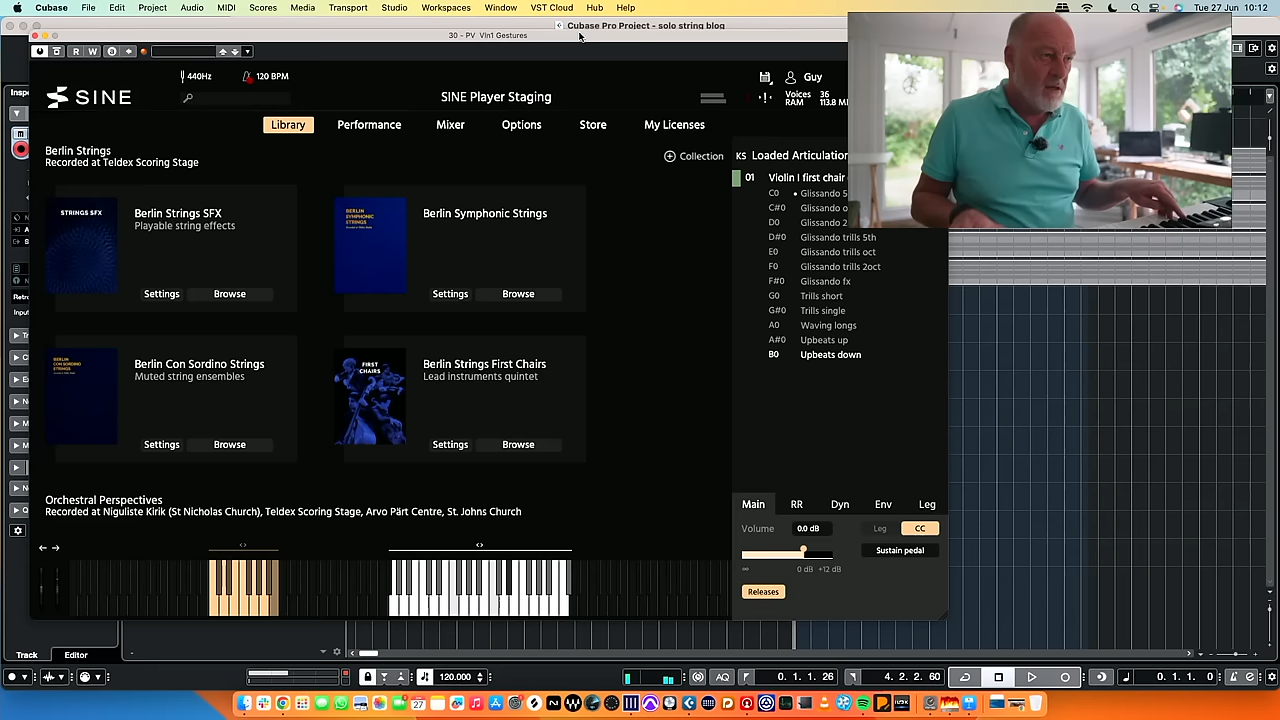 Cubase File Edit Project Audio MIDI Scores Media Transport Studio Workspaces Window VST Cloud Hub Help
Tue 27 Jun 10:12
Cubase Pro Project - solo string blog
30 - PV Vln1 Gestures
R W
Inspe
SINE
440Hz
120 BPM
SINE Player Staging
Guy
Voices 36
RAM 113.8 M
Library Performance Mixer Options Store My Licenses
Berlin Strings
Recorded at Teldex Scoring Stage
Collection
Berlin Strings SFX
Playable string effects
STRINGS SFX
Settings Browse
Berlin Symphonic Strings
BERLIN
SYMPHONIC
STRINGS
Settings Browse
Berlin Con Sordino Strings
Muted string ensembles
BERLIN
CON SORDINO
STRINGS
Settings Browse
Berlin Strings First Chairs
Lead instruments quintet
FIRST
CHAIRS
Settings Browse
Orchestral Perspectives
Recorded at Niguliste Kirik (St Nicholas Church), Teldex Scoring Stage, Arvo Pärt Centre, St. Johns Church
KS Loaded Articulation
01 Violin I first chair
C0 Glissando 5
C#0 Glissando o
D0 Glissando 2
D#0 Glissando trills 5th
E0 Glissando trills oct
F0 Glissando trills 2oct
F#0 Glissando fx
G0 Trills short
G#0 Trills single
A0 Waving longs
A#0 Upbeats up
B0 Upbeats down
Main RR Dyn Env Leg
Volume 0.0 dB Leg CC
Sustain pedal
∞ 0 dB +12 dB
Releases
Track Editor
120.000
AQ
0. 1. 1. 26
4. 2. 2. 60
0. 1. 1. 0